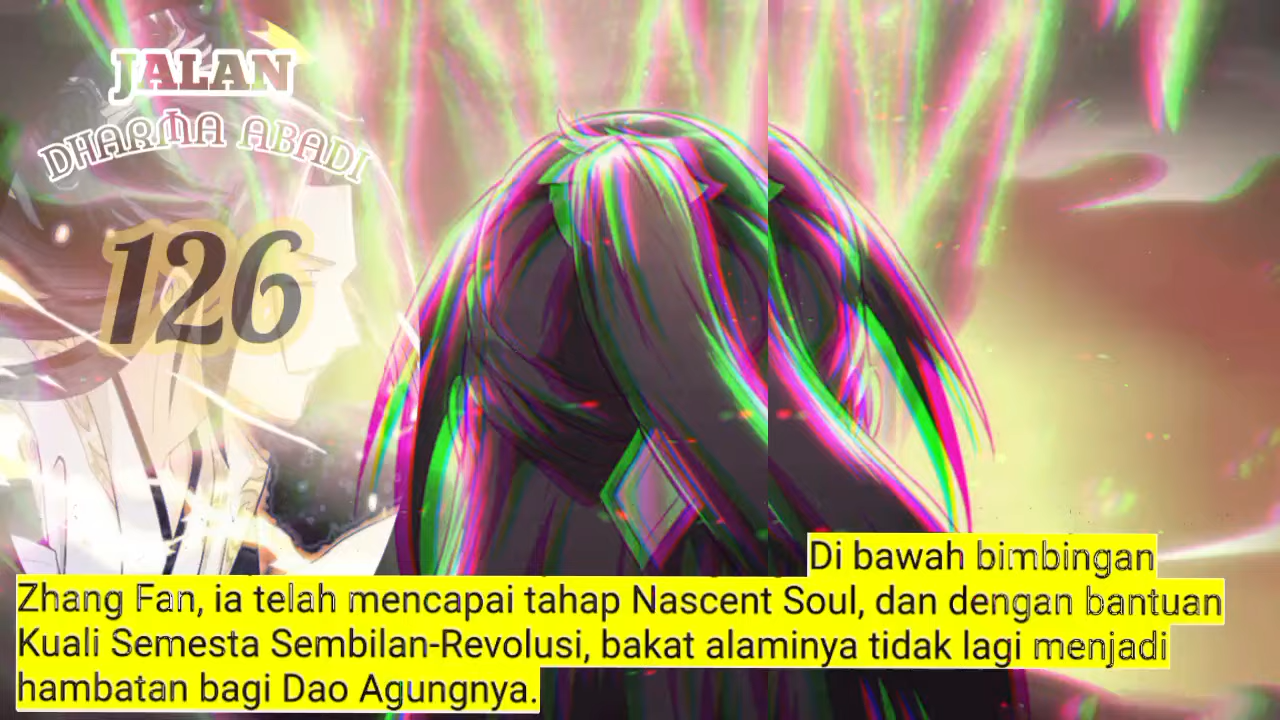 JALAN
DHARMA ABADI
126
Di bawah bimbingan
Zhang Fan, ia telah mencapai tahap Nascent Soul, dan dengan bantuan
Kuali Semesta Sembilan-Revolusi, bakat alaminya tidak lagi menjadi
hambatan bagi Dao Agungnya.